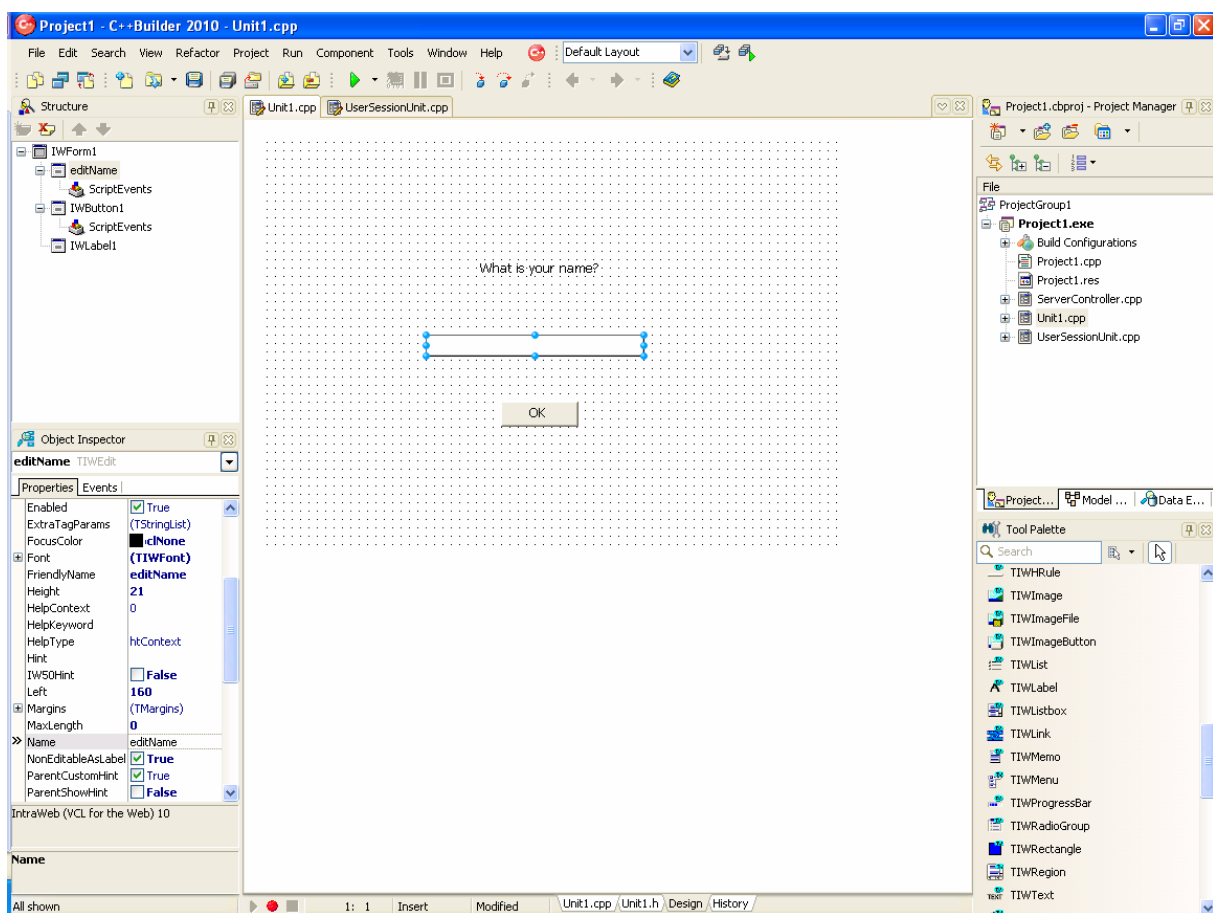 Project1 - C++Builder 2010 - Unit1.cpp
File Edit Search View Refactor Project Run Component Tools Window Help Default Layout
Structure
IWForm1
editName
ScriptEvents
IWButton1
ScriptEvents
IWLabel1
Object Inspector
editName TIWEdit
Properties Events
Enabled True
ExtraTagParams (TStringList)
FocusColor clNone
Font (TIWFont)
FriendlyName editName
Height 21
HelpContext 0
HelpKeyword
HelpType htContext
Hint
IW50Hint False
Left 160
Margins (TMargins)
MaxLength 0
Name editName
NonEditableAsLabel True
ParentCustomHint True
ParentShowHint False
IntraWeb (VCL for the Web) 10
Name
All shown
Unit1.cpp UserSessionUnit.cpp
What is your name?
OK
1: 1 Insert Modified Unit1.cpp Unit1.h Design History
Project1.cbproj - Project Manager
File
ProjectGroup1
Project1.exe
Build Configurations
Project1.cpp
Project1.res
ServerController.cpp
Unit1.cpp
UserSessionUnit.cpp
Project... Model ... Data E...
Tool Palette
Search
TIWHRule
TIWImage
TIWImageFile
TIWImageButton
TIWList
TIWLabel
TIWListbox
TIWLink
TIWMemo
TIWMenu
TIWProgressBar
TIWRadioGroup
TIWRectangle
TIWRegion
TIWText